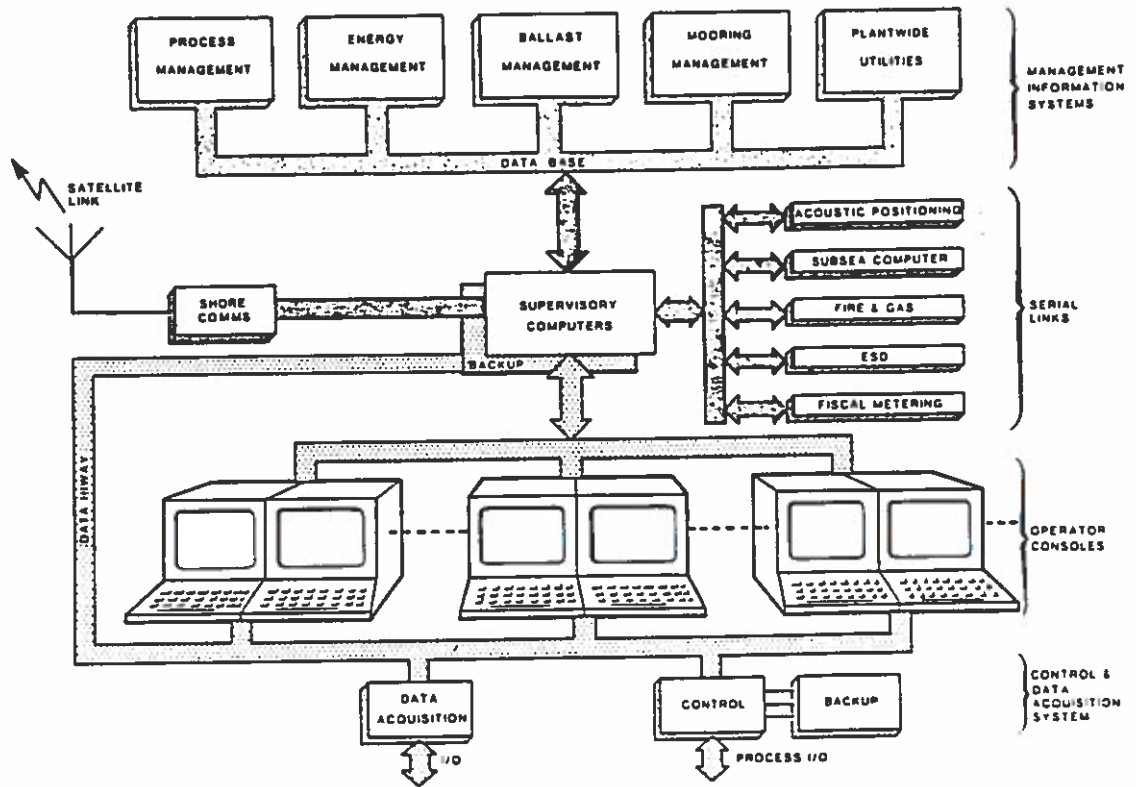 PROCESS
MANAGEMENT
ENERGY
MANAGEMENT
BALLAST
MANAGEMENT
MOORING
MANAGEMENT
PLANTWIDE
UTILITIES
MANAGEMENT
INFORMATION
SYSTEMS
DATA BASE
SATELLITE
LINK
SHORE
COMMS
SUPERVISORY
COMPUTERS
BACKUP
ACOUSTIC POSITIONING
SUBSEA COMPUTER
FIRE & GAS
ESD
FISCAL METERING
SERIAL
LINKS
DATA HIWAY
OPERATOR
CONSOLES
DATA
ACQUISITION
CONTROL
BACKUP
CONTROL &
DATA
ACQUISITION
SYSTEM
I/O
PROCESS I/O